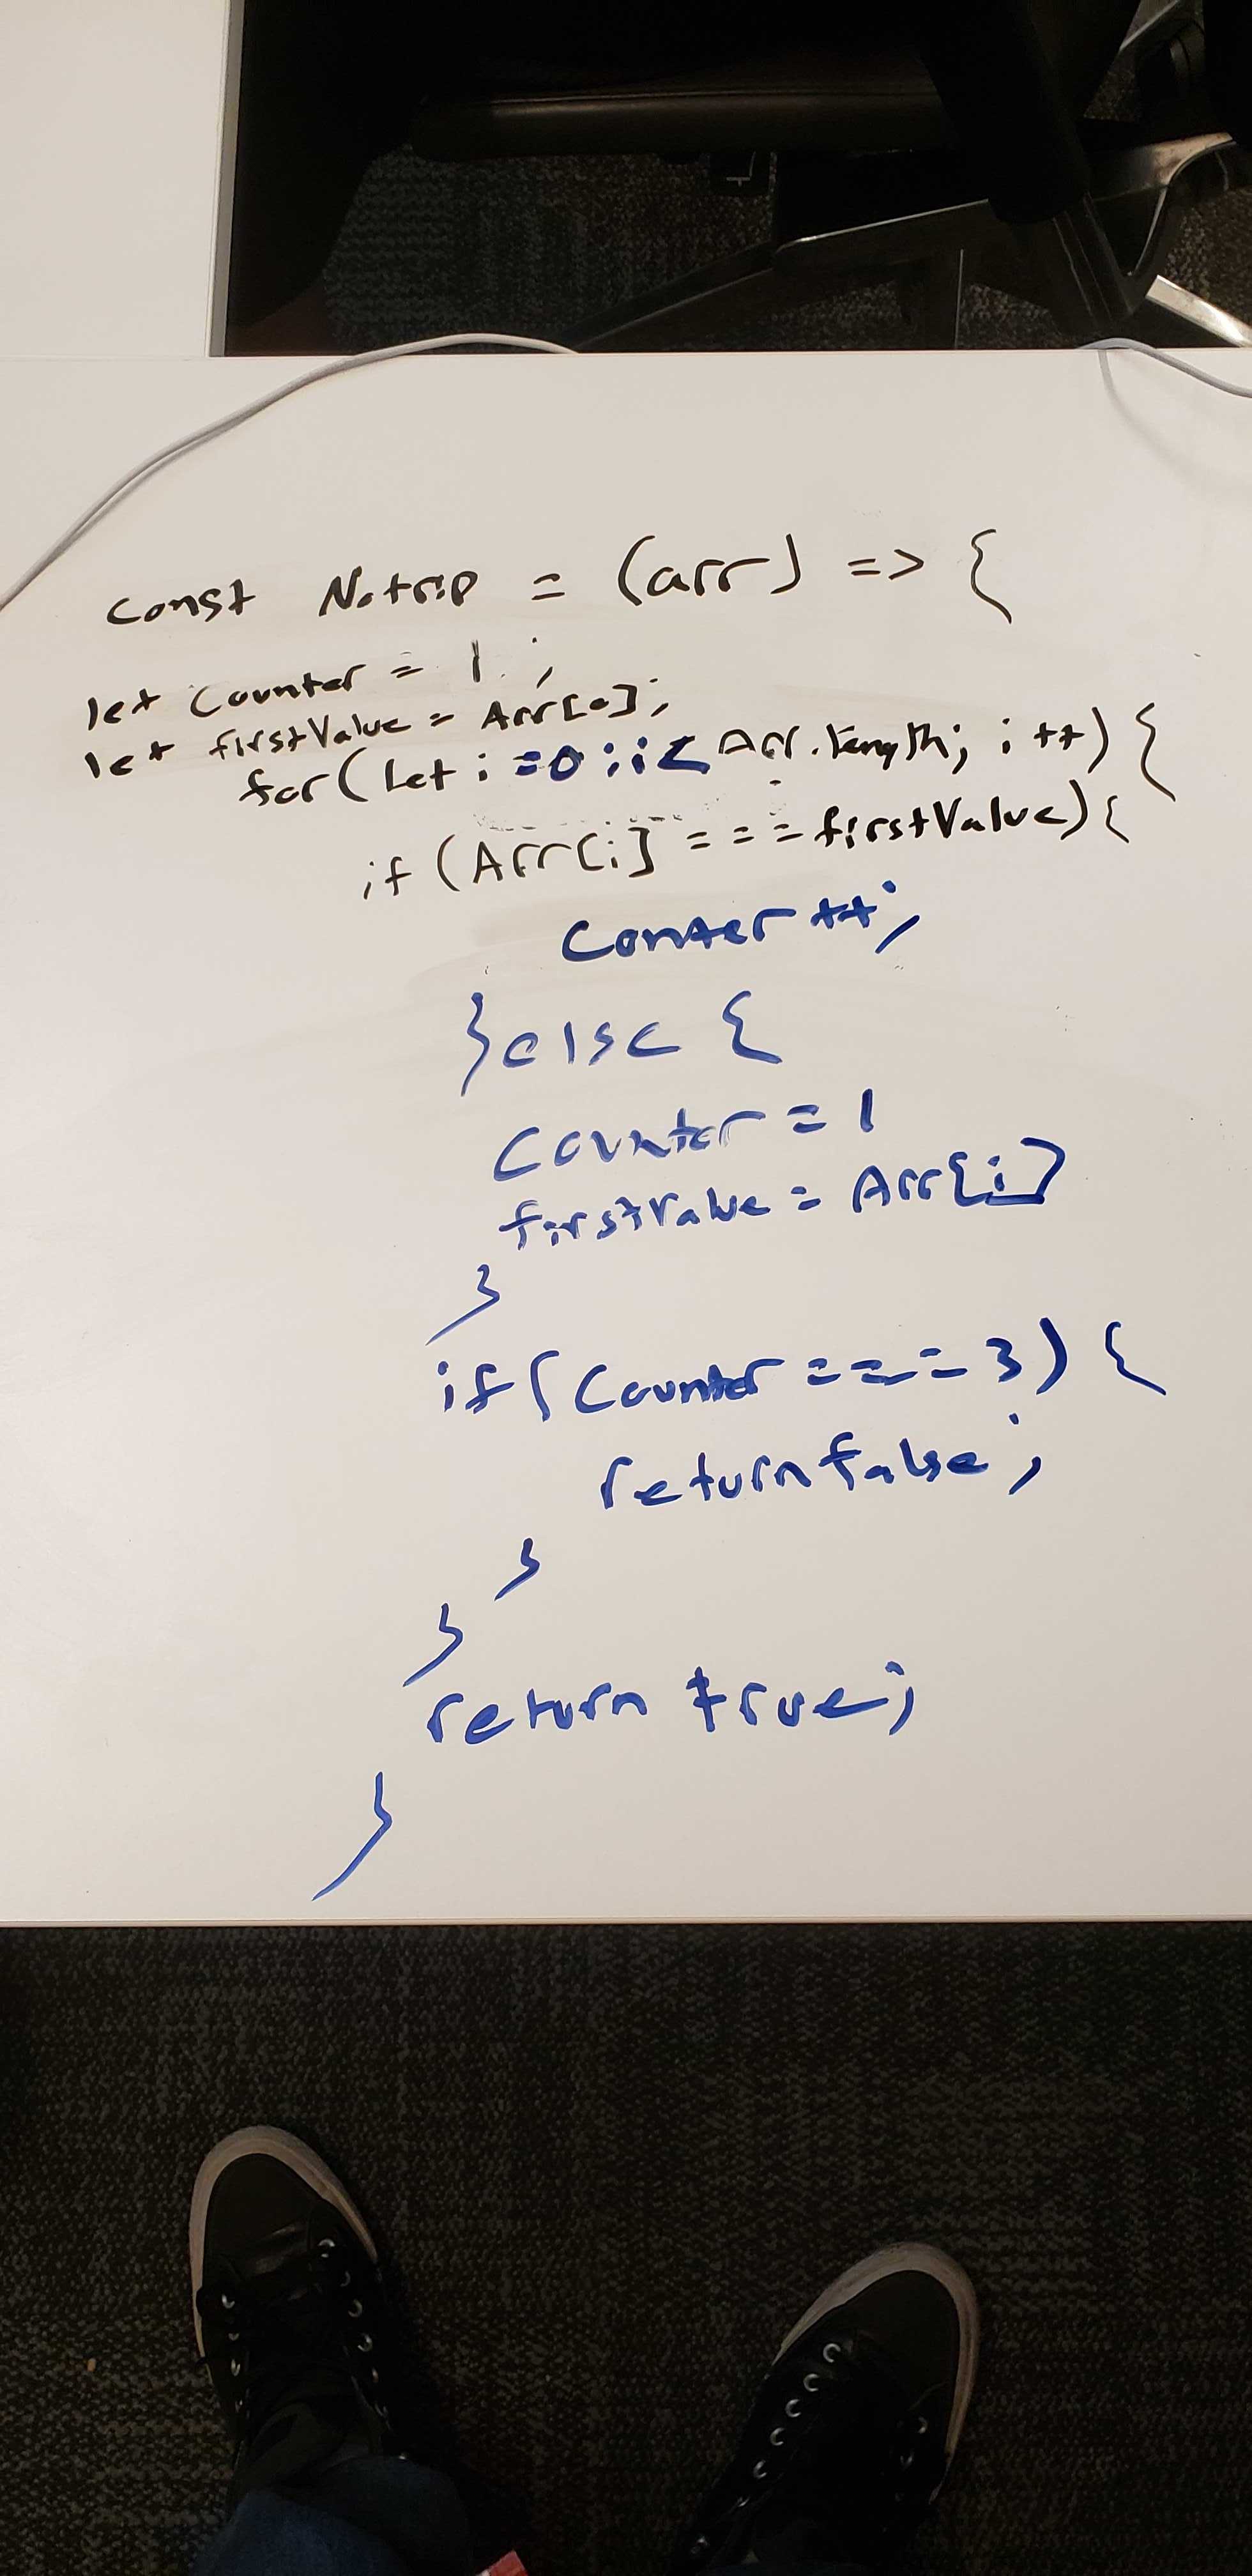 const Notrip = (arr) => {
let Counter = 1;
let firstValue = Arr[0];
for(let i=0;i< Arr.length; i++) {
if (Arr[i] === firstValue) {
Conter ++;
}else {
Counter = 1
firstValue = Arr[i]
}
if(Counter === 3) {
return false;
}
}
return true;
}